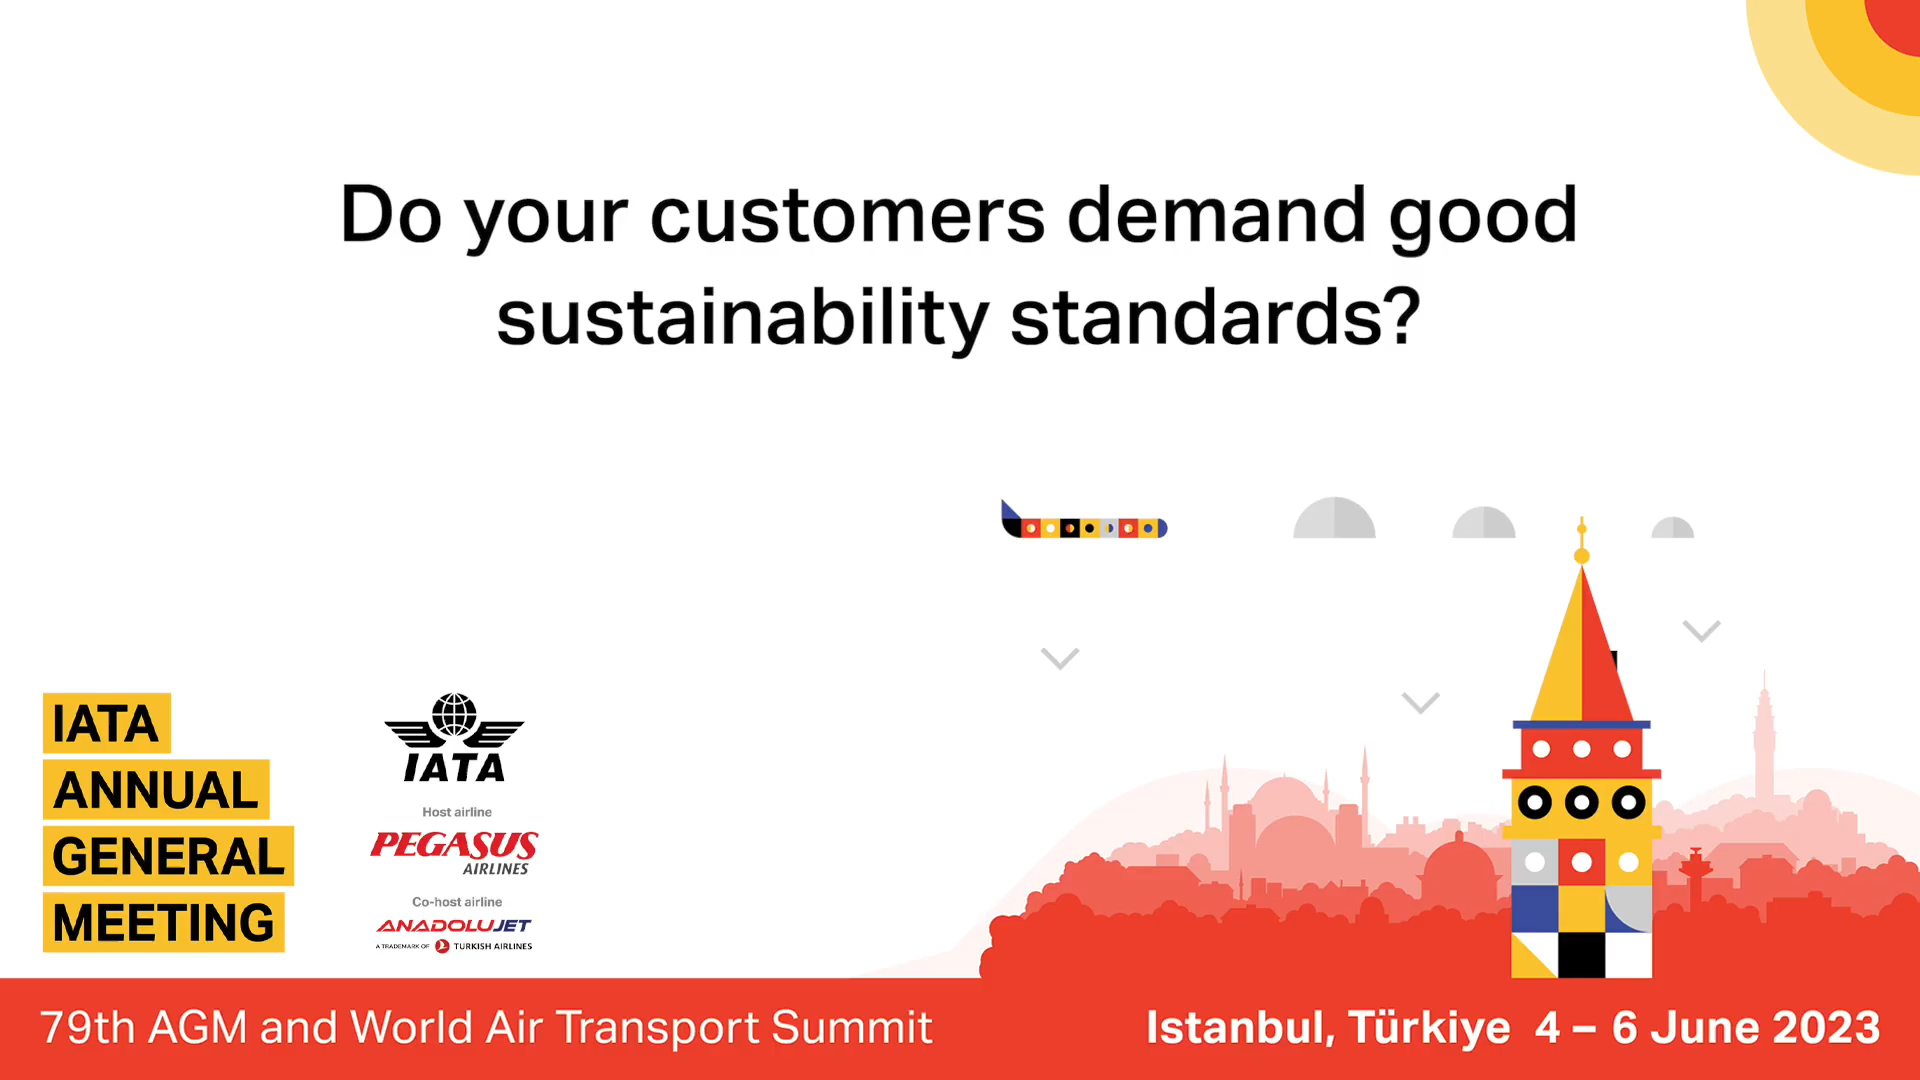 Do your customers demand good
sustainability standards?
IATA
ANNUAL
GENERAL
MEETING
IATA
Host airline
PEGASUS
AIRLINES
Co-host airline
ANADOLUJET
A TRADEMARK OF TURKISH AIRLINES
79th AGM and World Air Transport Summit
Istanbul, Türkiye 4 – 6 June 2023